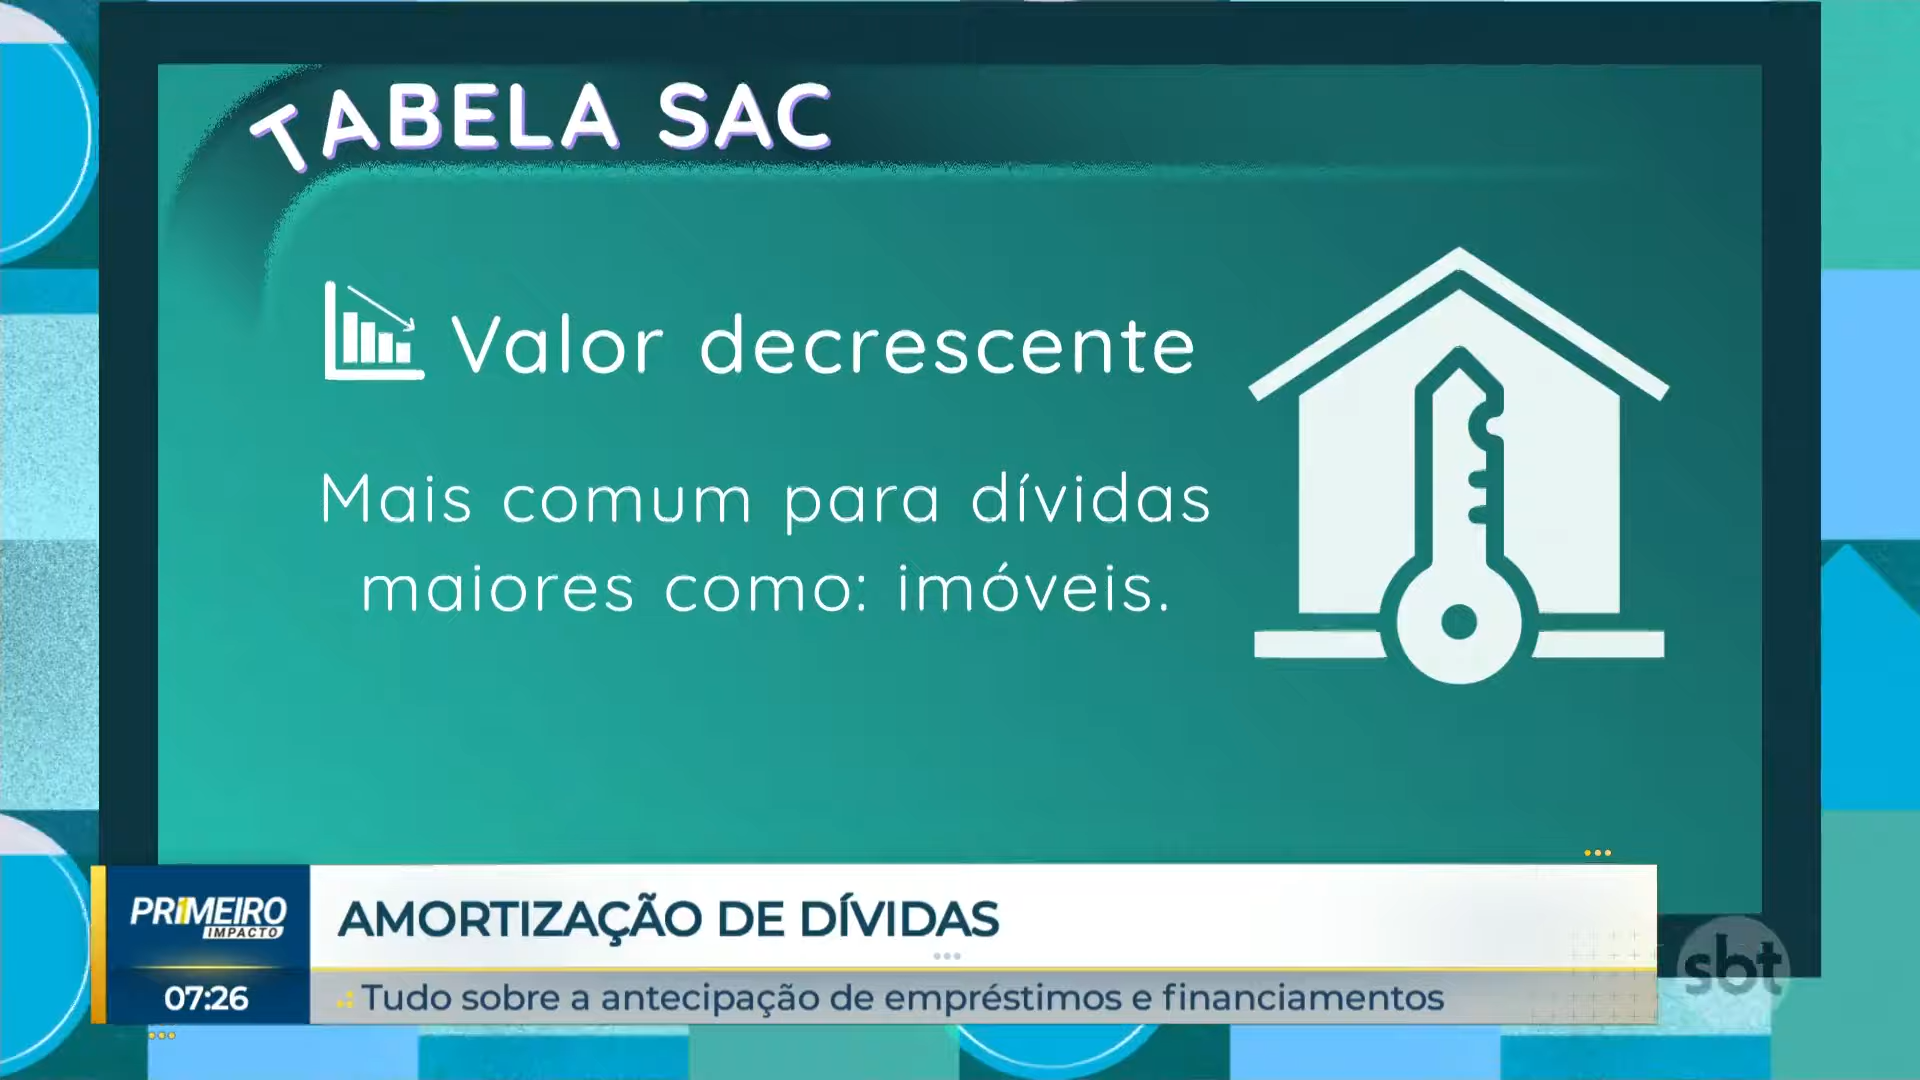 TABELA SAC
Valor decrescente
Mais comum para dívidas
maiores como: imóveis.
PR1MEIRO
IMPACTO
AMORTIZAÇÃO DE DÍVIDAS
07:26
Tudo sobre a antecipação de empréstimos e financiamentos
sbt